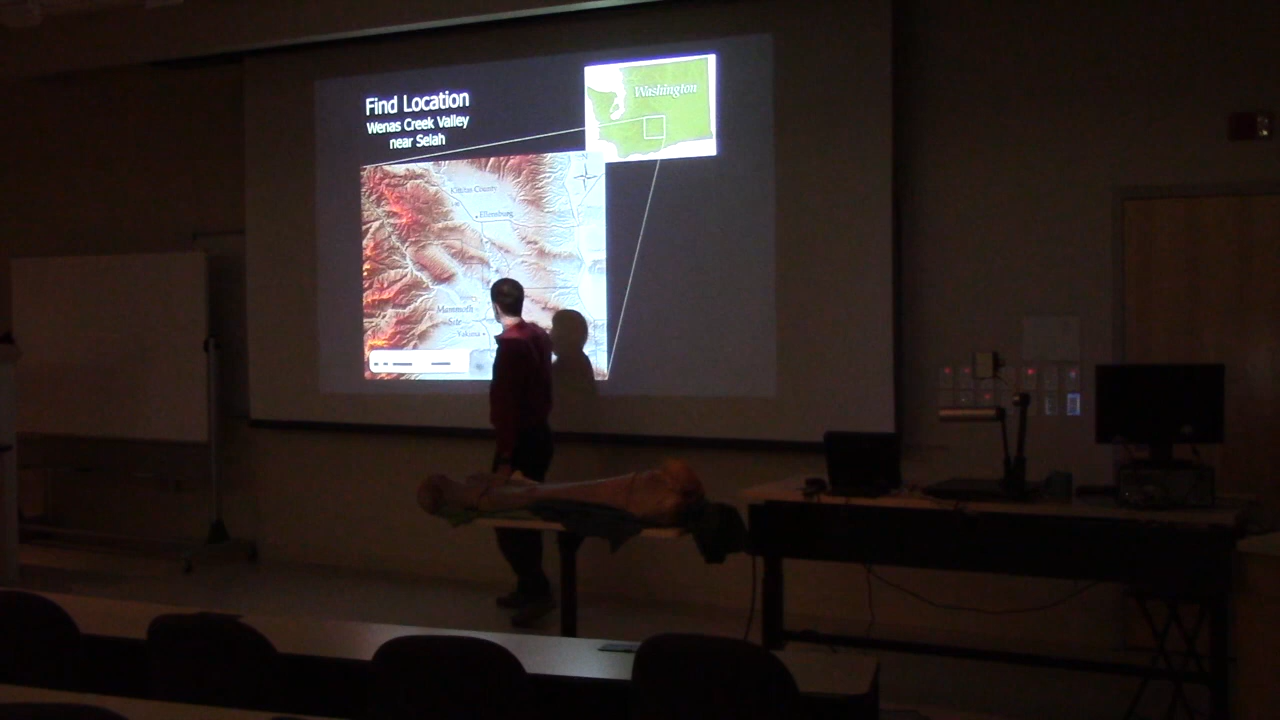 Find Location
Wenas Creek Valley
near Selah
Washington
Kittitas County
Ellensburg
Mammoth
Site
Yakima